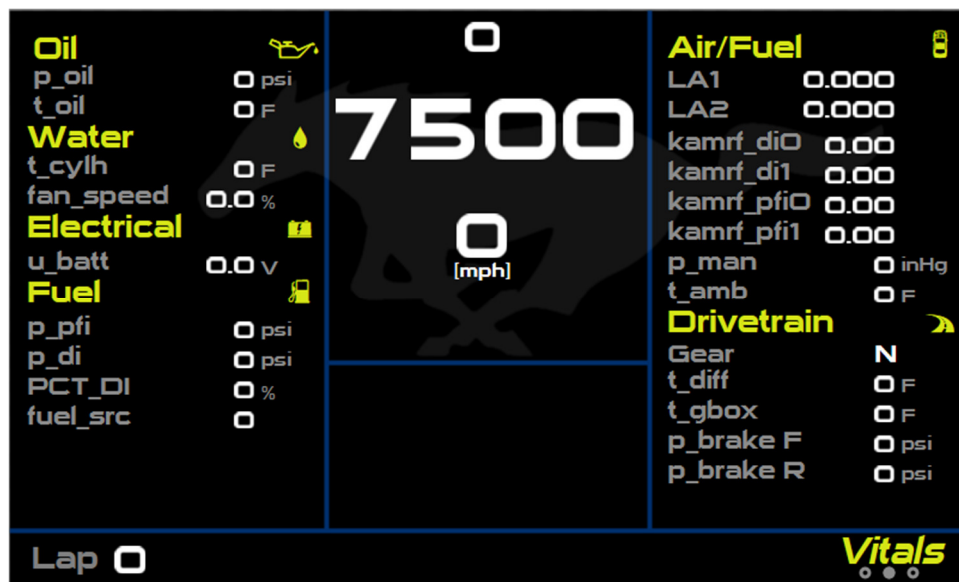 Oil
p_oil 0 psi
t_oil 0 F
Water
t_cylh 0 F
fan_speed 0.0 %
Electrical
u_batt 0.0 V
Fuel
p_pfi 0 psi
p_di 0 psi
PCT_DI 0 %
fuel_src 0
0
7500
0
[mph]
Air/Fuel
LA1 0.000
LA2 0.000
kamrf_di0 0.00
kamrf_di1 0.00
kamrf_pfi0 0.00
kamrf_pfi1 0.00
p_man 0 inHg
t_amb 0 F
Drivetrain
Gear N
t_diff 0 F
t_gbox 0 F
p_brake F 0 psi
p_brake R 0 psi
Lap 0
Vitals